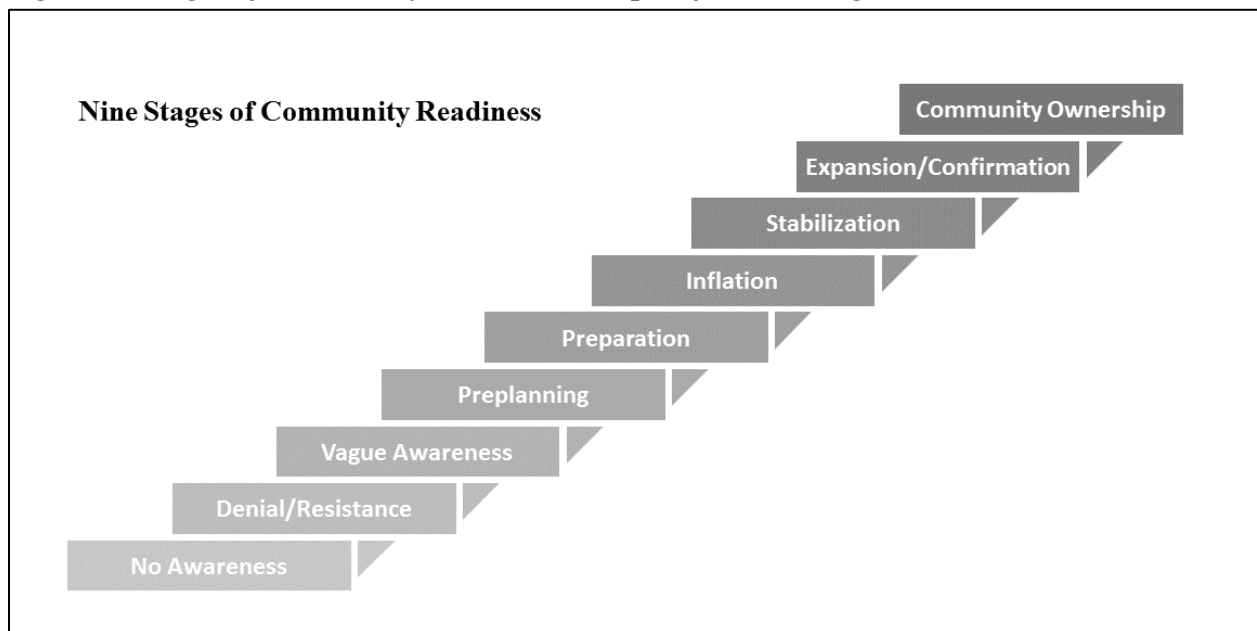 Nine Stages of Community Readiness
Community Ownership
Expansion/Confirmation
Stabilization
Inflation
Preparation
Preplanning
Vague Awareness
Denial/Resistance
No Awareness